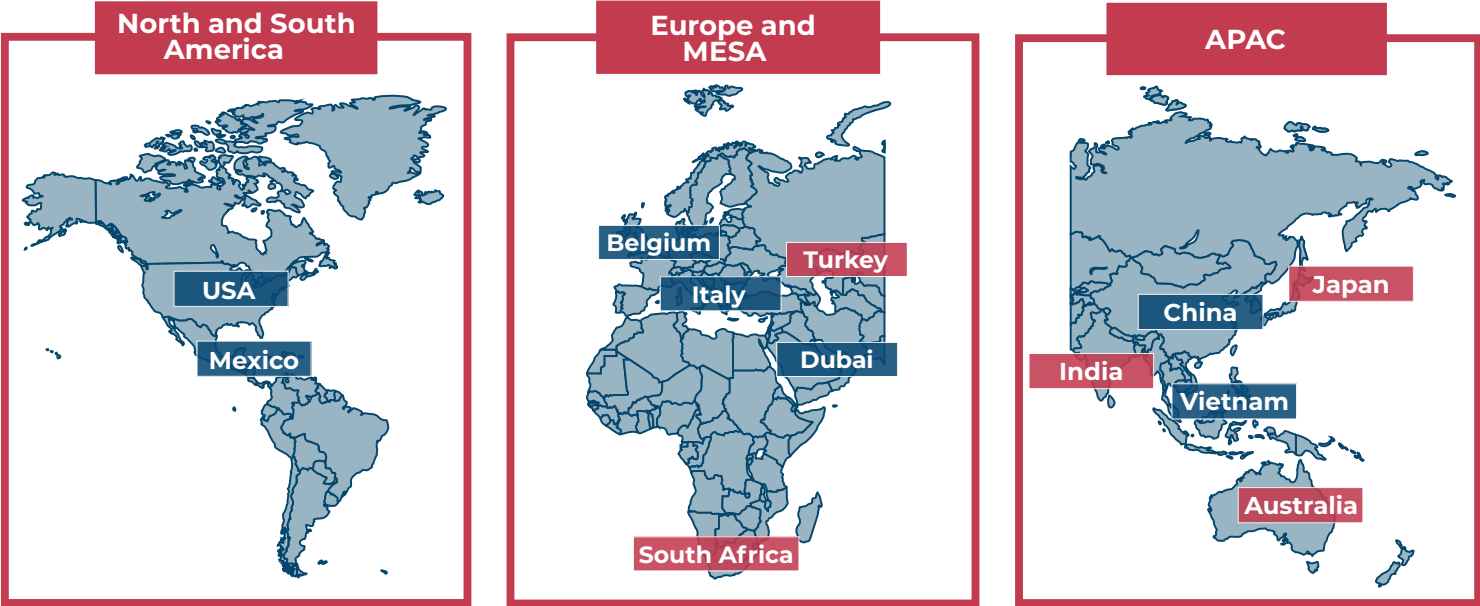 North and South
America
USA
Mexico
Europe and
MESA
Belgium
Turkey
Italy
Dubai
South Africa
APAC
Japan
China
India
Vietnam
Australia